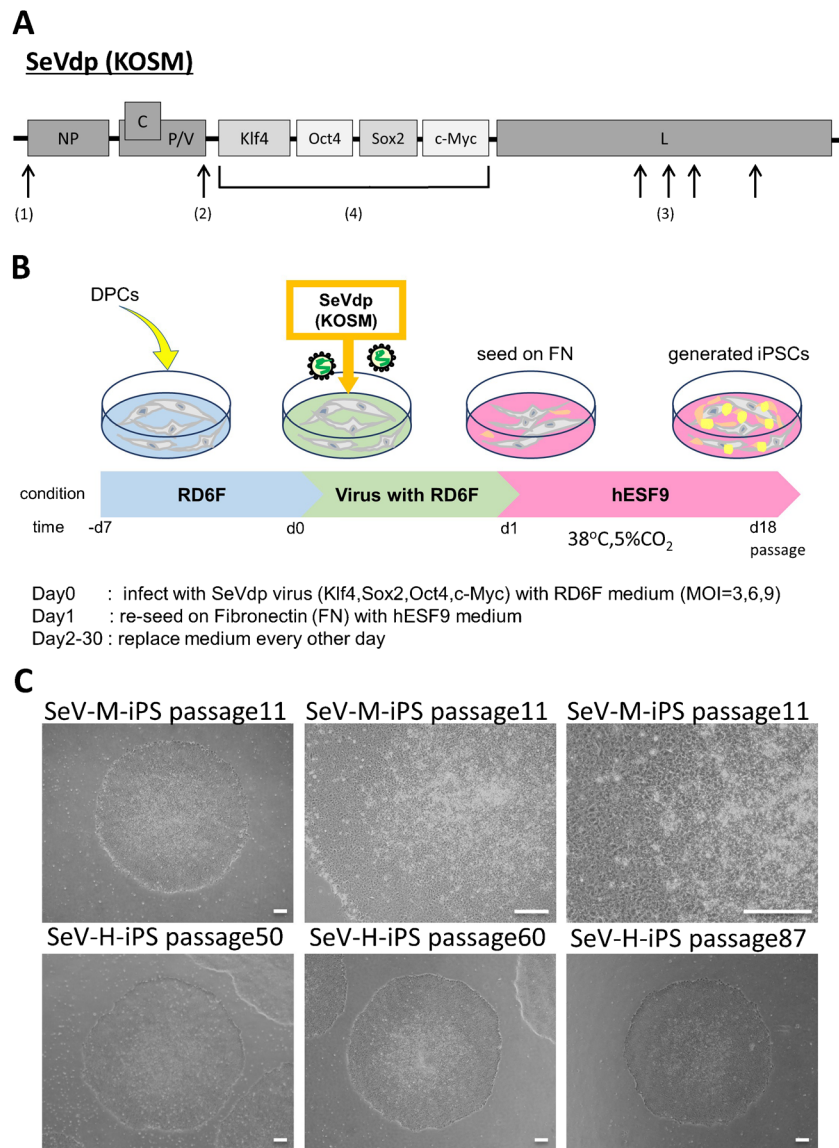 A
SeVdp (KOSM)
NP
C
P/V
Klf4
Oct4
Sox2
c-Myc
L
(1)
(2)
(4)
(3)
B
DPCs
SeVdp
(KOSM)
seed on FN
generated iPSCs
condition
RD6F
Virus with RD6F
hESF9
time
-d7
d0
d1
38°C,5%CO₂
d18
passage
Day0 : infect with SeVdp virus (Klf4,Sox2,Oct4,c-Myc) with RD6F medium (MOI=3,6,9)
Day1 : re-seed on Fibronectin (FN) with hESF9 medium
Day2-30 : replace medium every other day
C
SeV-M-iPS passage11
SeV-M-iPS passage11
SeV-M-iPS passage11
SeV-H-iPS passage50
SeV-H-iPS passage60
SeV-H-iPS passage87